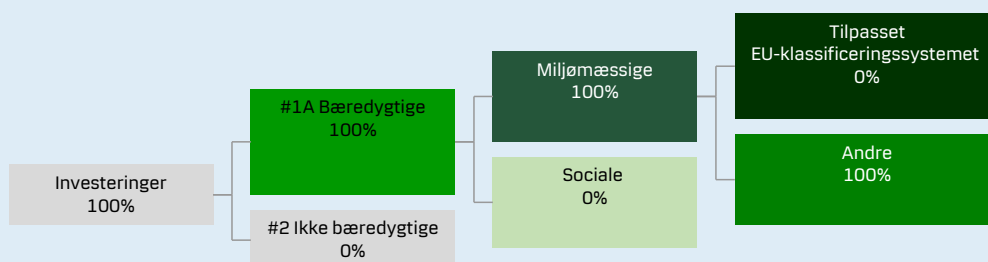 Investeringer
100%
#1A Bæredygtige
100%
#2 Ikke bæredygtige
0%
Miljømæssige
100%
Sociale
0%
Tilpasset
EU-klassificeringssystemet
0%
Andre
100%